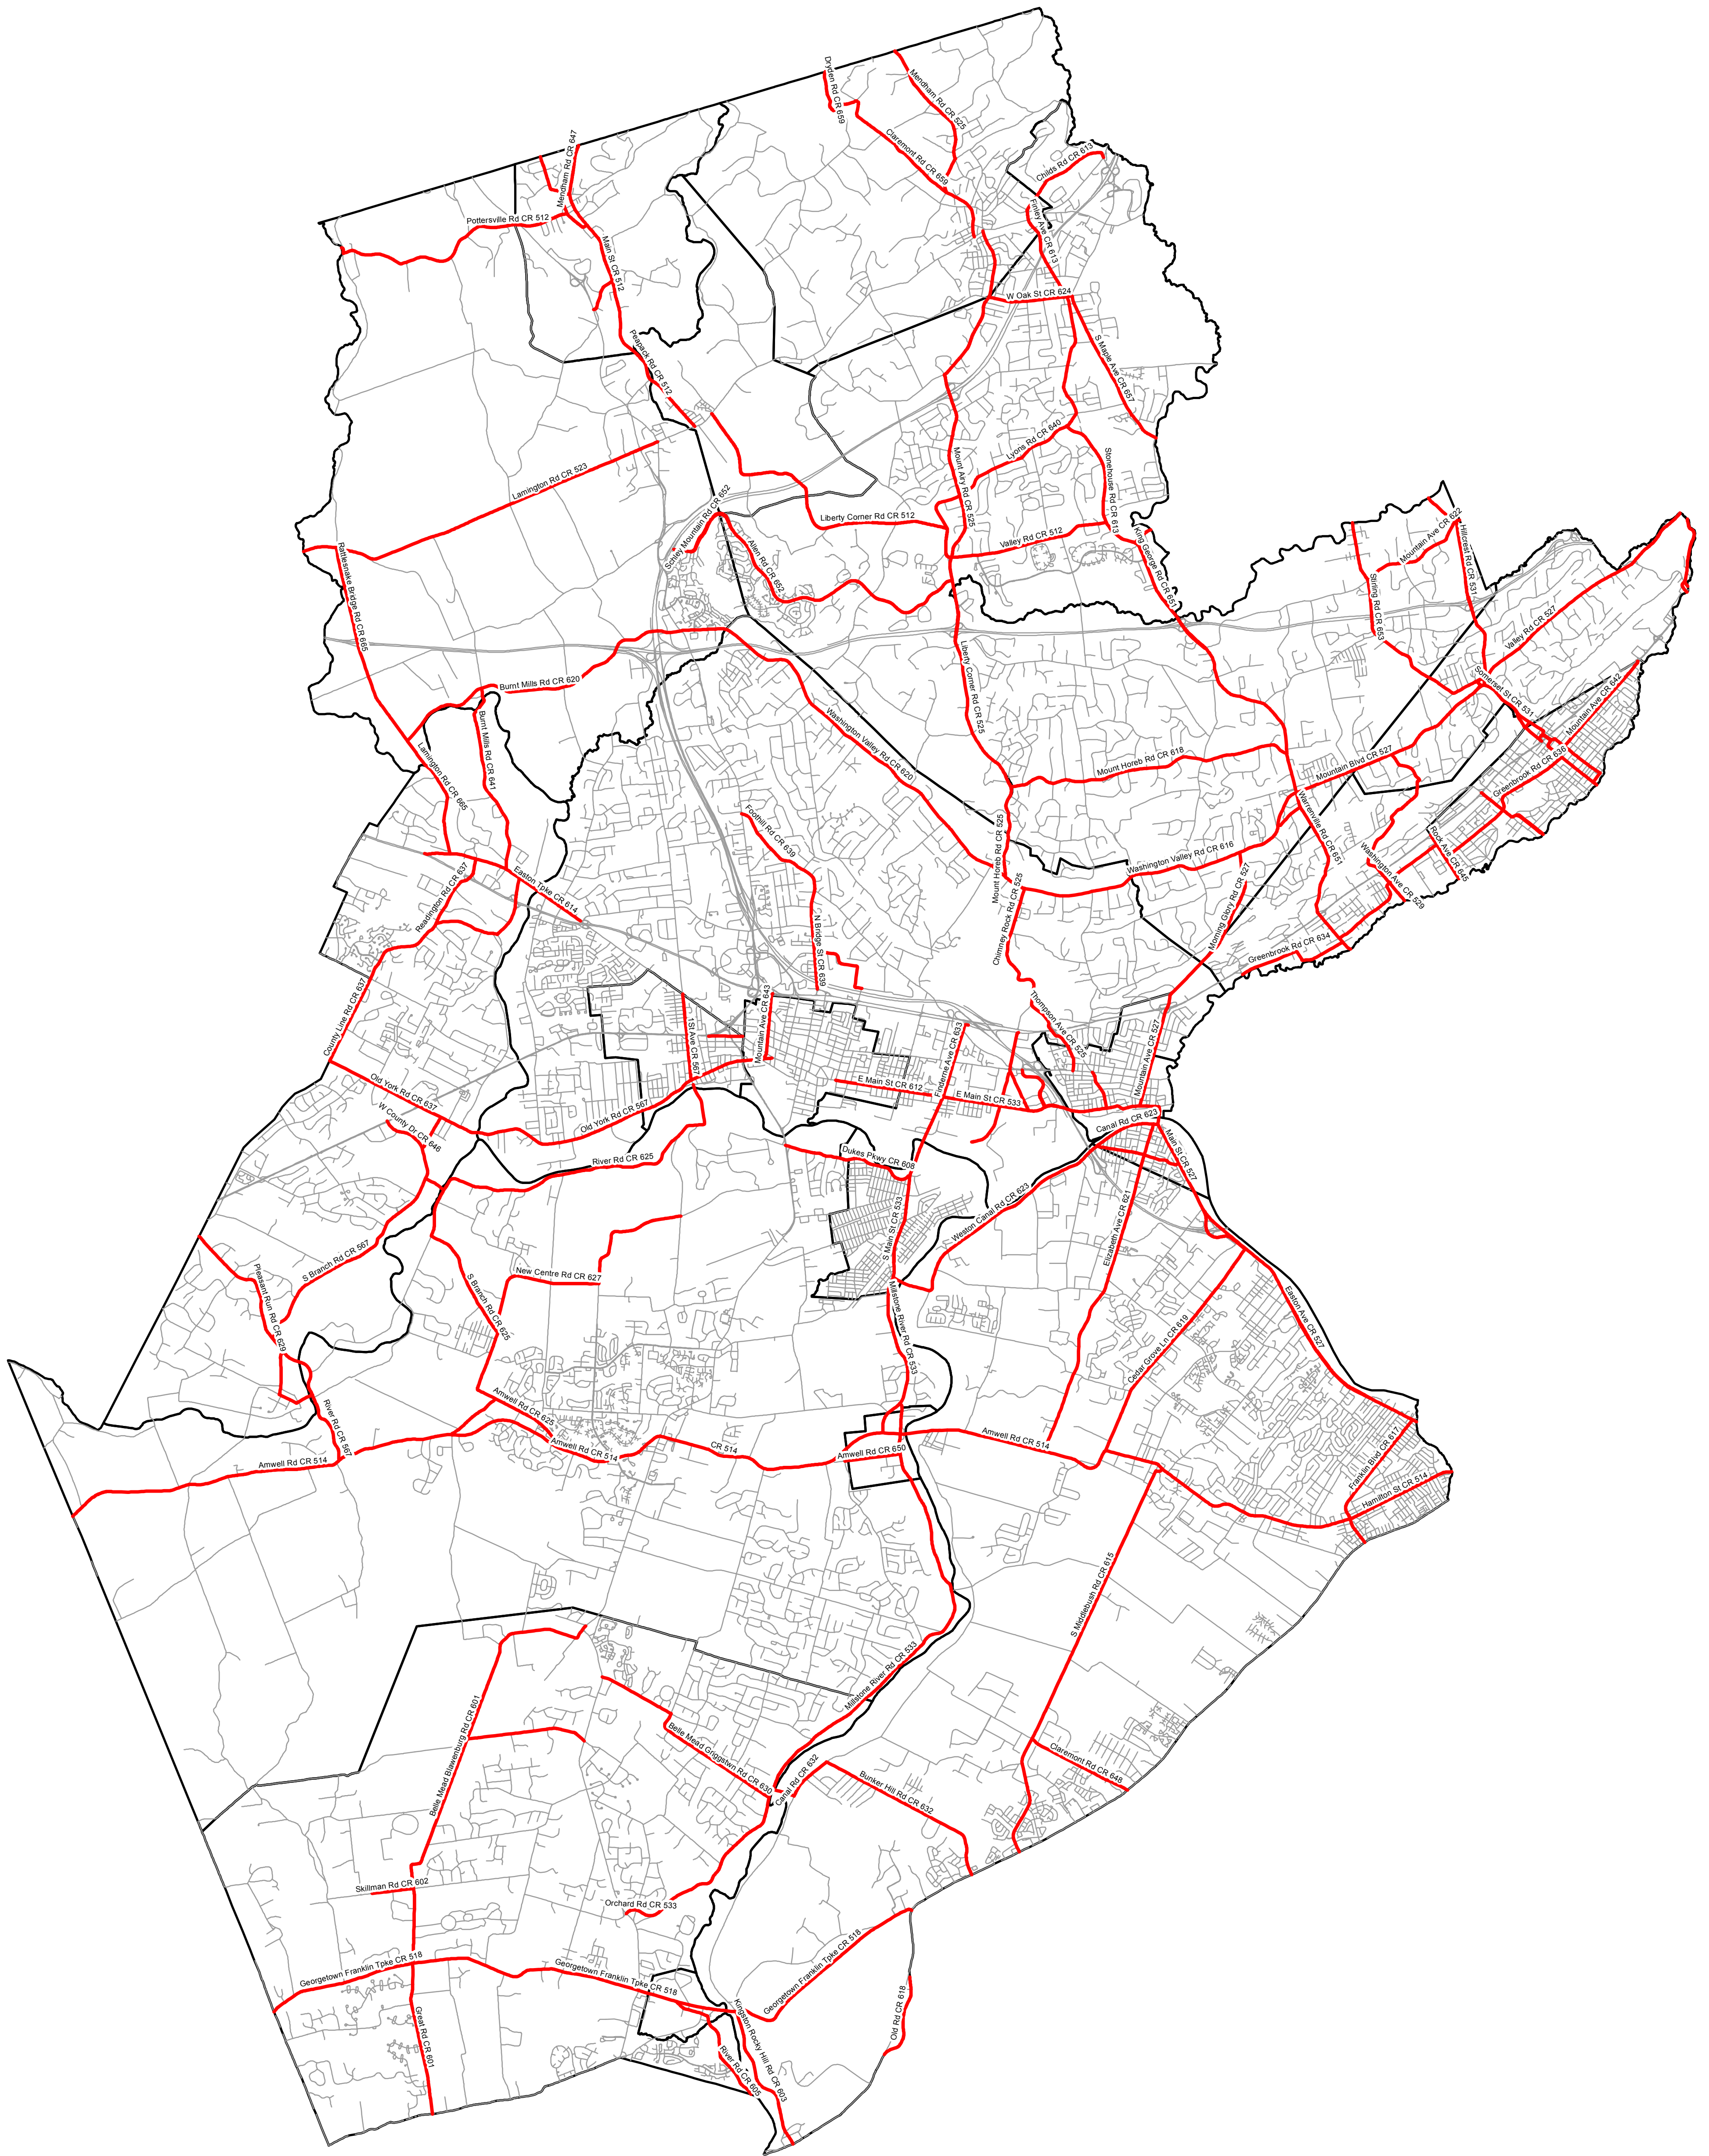 Dryden Rd CR 659
Mendham Rd CR 525
Claremont Rd CR 659
Mendham Rd CR 647
Childs Rd CR 613
Pottersville Rd CR 512
Finley Ave CR 613
Main St CR 512
W Oak St CR 624
Peapack Rd CR 512
S Maple Ave CR 657
Lyons Rd CR 640
Lamington Rd CR 523
Mount Airy Rd CR 525
Stonehouse Rd CR 613
Schley Mountain Rd CR 652
Liberty Corner Rd CR 512
Valley Rd CR 512
Mountain Ave CR 622
Hillcrest Rd CR 531
Allen Rd CR 652
King George Rd CR 651
Rattlesnake Bridge Rd CR 665
Stirling Rd CR 653
Valley Rd CR 527
Burnt Mills Rd CR 620
Liberty Corner Rd CR 525
Somerset St CR 531
Mountain Ave CR 642
Burnt Mills Rd CR 641
Washington Valley Rd CR 620
Lamington Rd CR 665
Mount Horeb Rd CR 618
Mountain Blvd CR 527
Greenbrook Rd CR 636
Foothill Rd CR 639
Mount Horeb Rd CR 525
Warrenville Rd CR 651
Rock Ave CR 645
Washington Valley Rd CR 616
Washington Ave CR 529
Easton Tpke CR 614
Readington Rd CR 637
Chimney Rock Rd CR 525
Morning Glory Rd CR 527
N Bridge St CR 639
Greenbrook Rd CR 634
County Line Rd CR 637
1St Ave CR 567
Mountain Ave CR 643
Thompson Ave CR 525
Finderne Ave CR 633
Mountain Ave CR 527
Old York Rd CR 637
E Main St CR 612
E Main St CR 533
Old York Rd CR 567
W County Dr CR 646
Canal Rd CR 623
Main St CR 527
River Rd CR 625
Dukes Pkwy CR 608
Weston Canal Rd CR 623
S Main St CR 533
Elizabeth Ave CR 621
S Branch Rd CR 567
Pleasant Run Rd CR 629
New Centre Rd CR 627
S Branch Rd CR 625
Millstone River Rd CR 533
Easton Ave CR 527
Cedar Grove Ln CR 619
Amwell Rd CR 625
River Rd CR 567
Amwell Rd CR 514
Amwell Rd CR 514
CR 514
Amwell Rd CR 650
Amwell Rd CR 514
Franklin Blvd CR 617
Hamilton St CR 514
S Middlebush Rd CR 615
Millstone River Rd CR 533
Belle Mead Blawenburg Rd CR 601
Belle Mead Griggstwn Rd CR 630
Canal Rd CR 632
Claremont Rd CR 648
Bunker Hill Rd CR 632
Skillman Rd CR 602
Orchard Rd CR 533
Georgetown Franklin Tpke CR 518
Georgetown Franklin Tpke CR 518
Georgetown Franklin Tpke CR 518
Great Rd CR 601
Kingston Rocky Hill Rd CR 603
River Rd CR 605
Old Rd CR 618